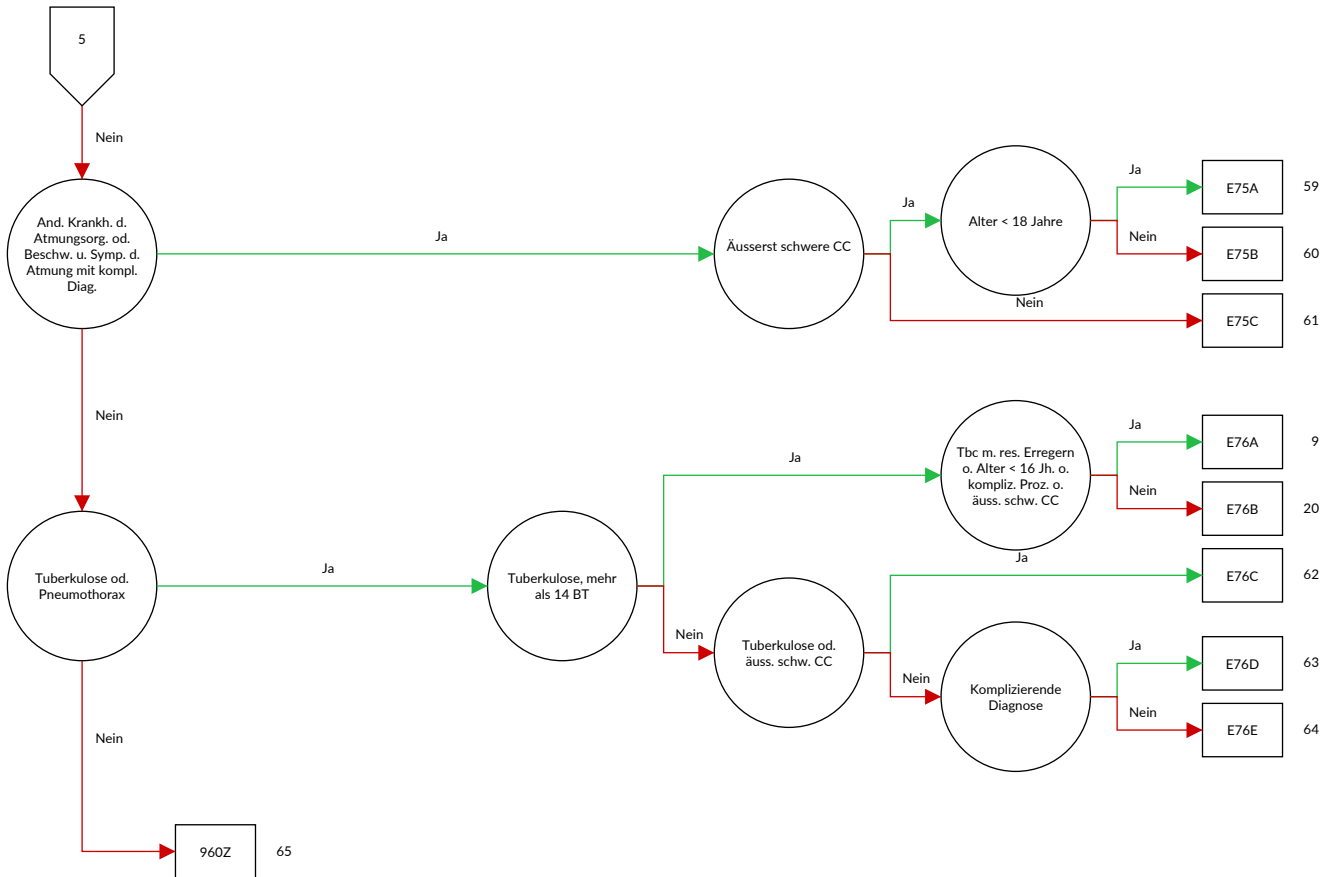 5
Nein
And. Krankh. d.
Atmungsorg. od.
Beschw. u. Symp. d.
Atmung mit kompl.
Diag.
Ja
Äusserst schwere CC
Ja
Alter < 18 Jahre
Ja
E75A
59
Nein
E75B
60
Nein
E75C
61
Nein
Tuberkulose od.
Pneumothorax
Ja
Tuberkulose, mehr
als 14 BT
Ja
Tbc m. res. Erregern
o. Alter < 16 Jh. o.
kompliz. Proz. o.
äuss. schw. CC
Ja
E76A
9
Nein
E76B
20
Nein
Tuberkulose od.
äuss. schw. CC
Ja
E76C
62
Nein
Komplizierende
Diagnose
Ja
E76D
63
Nein
E76E
64
Nein
960Z
65